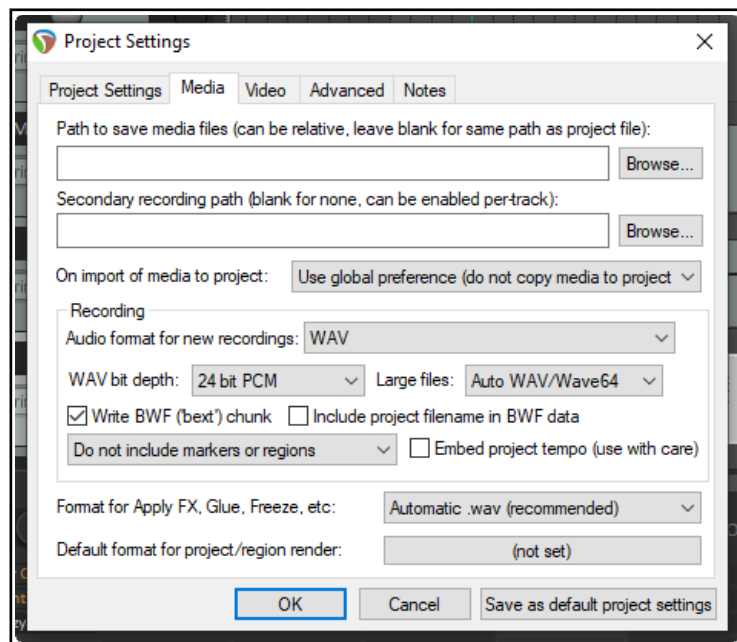 Project Settings
Project Settings Media Video Advanced Notes
Path to save media files (can be relative, leave blank for same path as project file):
Browse...
Secondary recording path (blank for none, can be enabled per-track):
Browse...
On import of media to project: Use global preference (do not copy media to project
Recording
Audio format for new recordings: WAV
WAV bit depth: 24 bit PCM Large files: Auto WAV/Wave64
Write BWF ('bext') chunk Include project filename in BWF data
Do not include markers or regions Embed project tempo (use with care)
Format for Apply FX, Glue, Freeze, etc: Automatic .wav (recommended)
Default format for project/region render: (not set)
OK Cancel Save as default project settings